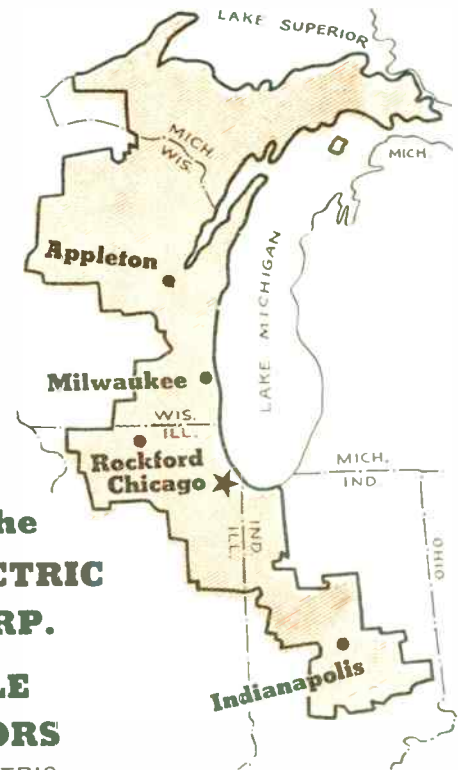 LAKE SUPERIOR
MICH.
WIS.
MICH.
Appleton
LAKE MICHIGAN
Milwaukee
WIS.
ILL.
Rockford
Chicago
MICH.
IND.
IND.
ILL.
OHIO
he
CTRIC
RP.
LE
ORS
Indianapolis